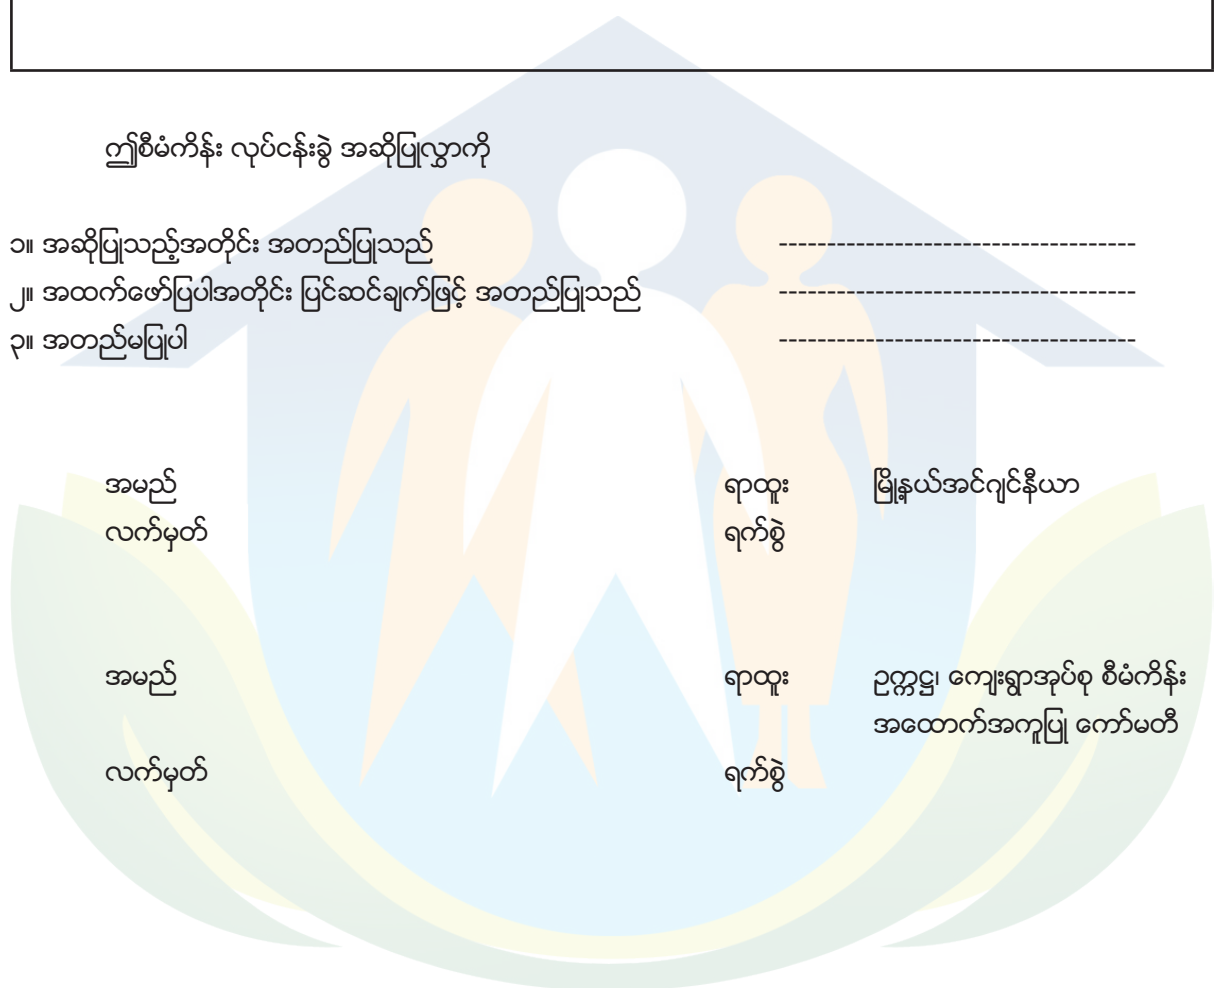 ဤစီမံကိန်း လုပ်ငန်းခွဲ အဆိုပြုလွှာကို
၁။ အဆိုပြုသည့်အတိုင်း အတည်ပြုသည် -------------------------------------
၂။ အထက်ဖော်ပြပါအတိုင်း ပြင်ဆင်ချက်ဖြင့် အတည်ပြုသည် -------------------------------------
၃။ အတည်မပြုပါ -------------------------------------
အမည် ရာထူး မြို့နယ်အင်ဂျင်နီယာ
လက်မှတ် ရက်စွဲ
အမည် ရာထူး ဥက္ကဋ္ဌ၊ ကျေးရွာအုပ်စု စီမံကိန်း
အထောက်အကူပြု ကော်မတီ
လက်မှတ် ရက်စွဲ